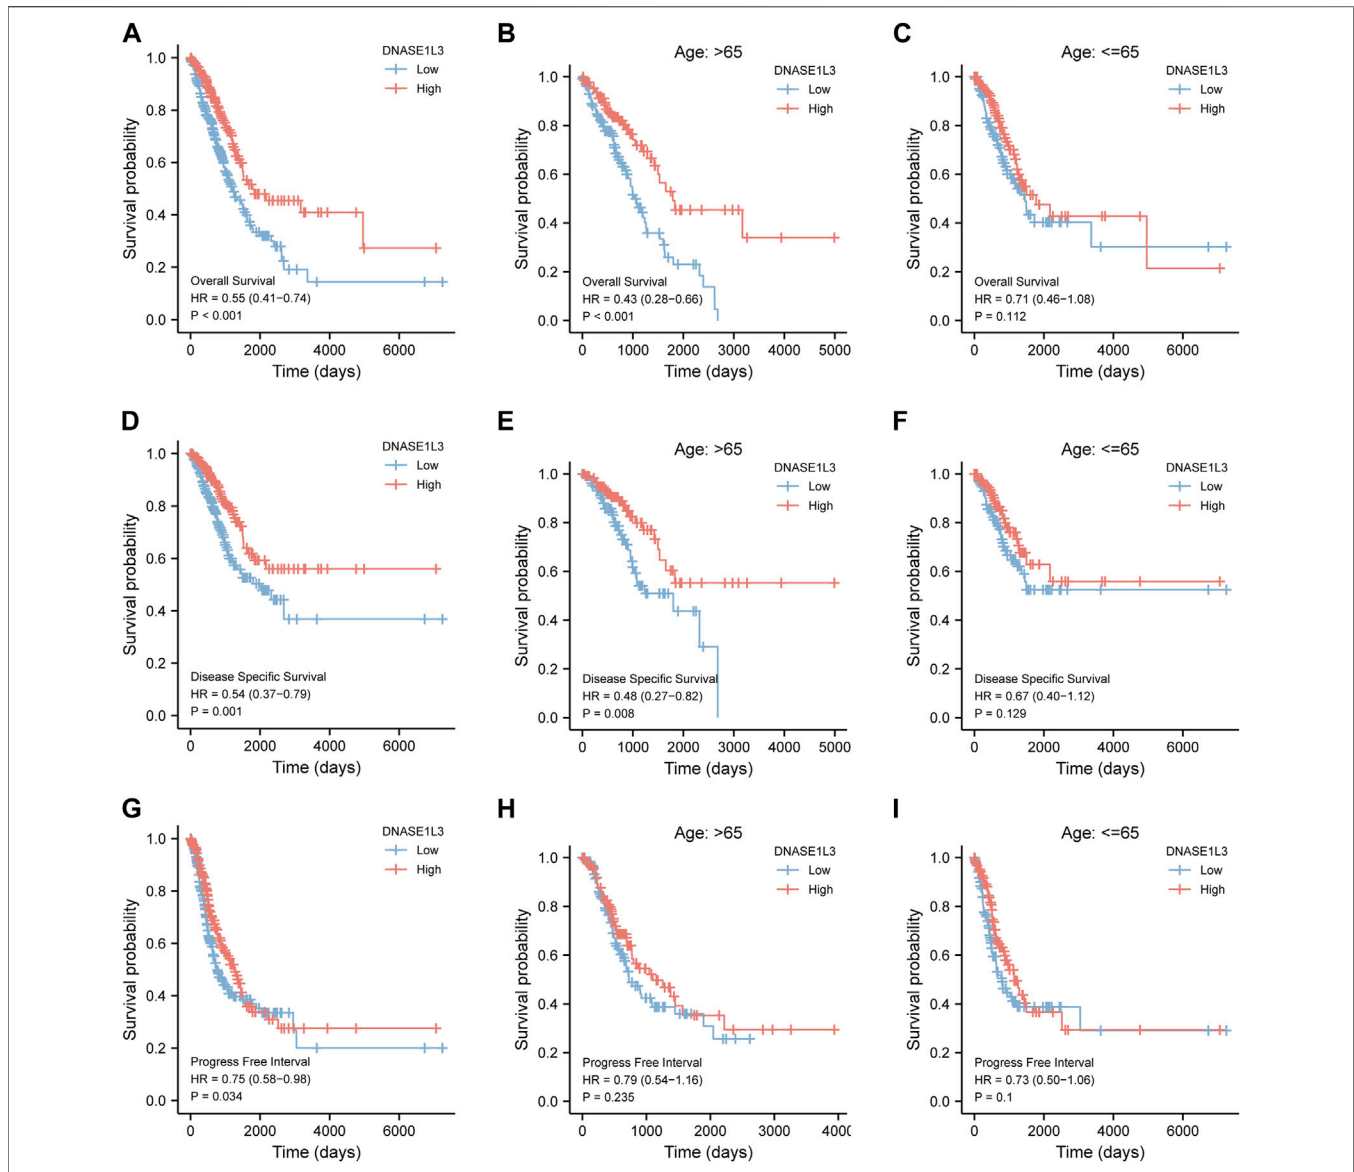 A
DNASE1L3
Low
High
Survival probability
1.0
0.8
0.6
0.4
0.2
0.0
Overall Survival
HR = 0.55 (0.41−0.74)
P < 0.001
0 2000 4000 6000
Time (days)
B
Age: >65
DNASE1L3
Low
High
Survival probability
1.0
0.8
0.6
0.4
0.2
0.0
Overall Survival
HR = 0.43 (0.28−0.66)
P < 0.001
0 1000 2000 3000 4000 5000
Time (days)
C
Age: <=65
DNASE1L3
Low
High
Survival probability
1.0
0.8
0.6
0.4
0.2
0.0
Overall Survival
HR = 0.71 (0.46−1.08)
P = 0.112
0 2000 4000 6000
Time (days)
D
DNASE1L3
Low
High
Survival probability
1.0
0.8
0.6
0.4
0.2
0.0
Disease Specific Survival
HR = 0.54 (0.37−0.79)
P = 0.001
0 2000 4000 6000
Time (days)
E
Age: >65
DNASE1L3
Low
High
Survival probability
1.0
0.8
0.6
0.4
0.2
0.0
Disease Specific Survival
HR = 0.48 (0.27−0.82)
P = 0.008
0 1000 2000 3000 4000 5000
Time (days)
F
Age: <=65
DNASE1L3
Low
High
Survival probability
1.0
0.8
0.6
0.4
0.2
0.0
Disease Specific Survival
HR = 0.67 (0.40−1.12)
P = 0.129
0 2000 4000 6000
Time (days)
G
DNASE1L3
Low
High
Survival probability
1.0
0.8
0.6
0.4
0.2
0.0
Progress Free Interval
HR = 0.75 (0.58−0.98)
P = 0.034
0 2000 4000 6000
Time (days)
H
Age: >65
DNASE1L3
Low
High
Survival probability
1.0
0.8
0.6
0.4
0.2
0.0
Progress Free Interval
HR = 0.79 (0.54−1.16)
P = 0.235
0 1000 2000 3000 4000
Time (days)
I
Age: <=65
DNASE1L3
Low
High
Survival probability
1.0
0.8
0.6
0.4
0.2
0.0
Progress Free Interval
HR = 0.73 (0.50−1.06)
P = 0.1
0 2000 4000 6000
Time (days)